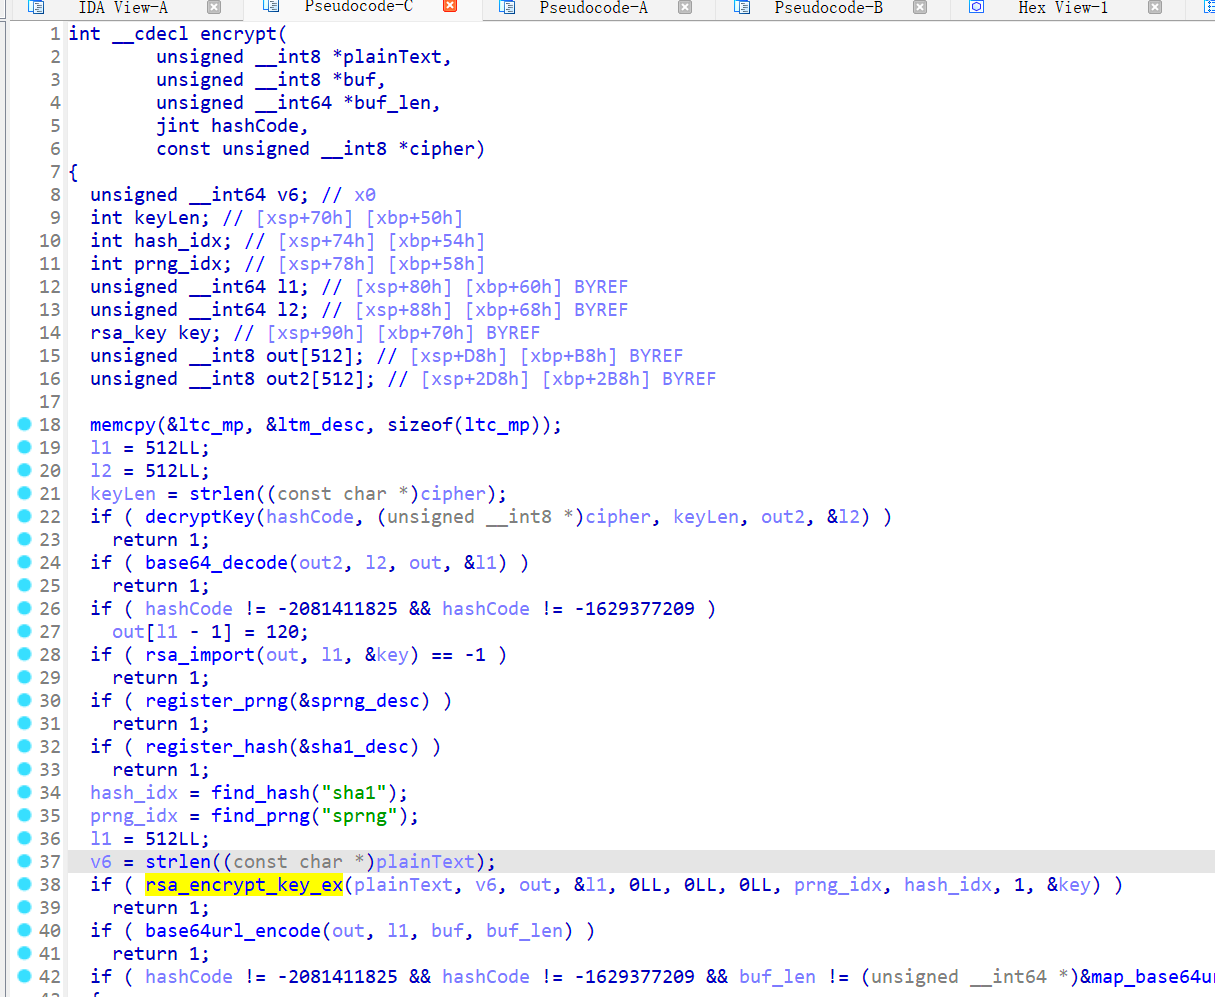 IDA View-A Pseudocode-C Pseudocode-A Pseudocode-B Hex View-1
1 int __cdecl encrypt(
2 unsigned __int8 *plainText,
3 unsigned __int8 *buf,
4 unsigned __int64 *buf_len,
5 jint hashCode,
6 const unsigned __int8 *cipher)
7 {
8 unsigned __int64 v6; // x0
9 int keyLen; // [xsp+70h] [xbp+50h]
10 int hash_idx; // [xsp+74h] [xbp+54h]
11 int prng_idx; // [xsp+78h] [xbp+58h]
12 unsigned __int64 l1; // [xsp+80h] [xbp+60h] BYREF
13 unsigned __int64 l2; // [xsp+88h] [xbp+68h] BYREF
14 rsa_key key; // [xsp+90h] [xbp+70h] BYREF
15 unsigned __int8 out[512]; // [xsp+D8h] [xbp+B8h] BYREF
16 unsigned __int8 out2[512]; // [xsp+2D8h] [xbp+2B8h] BYREF
17
18 memcpy(&ltc_mp, &ltm_desc, sizeof(ltc_mp));
19 l1 = 512LL;
20 l2 = 512LL;
21 keyLen = strlen((const char *)cipher);
22 if ( decryptKey(hashCode, (unsigned __int8 *)cipher, keyLen, out2, &l2) )
23 return 1;
24 if ( base64_decode(out2, l2, out, &l1) )
25 return 1;
26 if ( hashCode != -2081411825 && hashCode != -1629377209 )
27 out[l1 - 1] = 120;
28 if ( rsa_import(out, l1, &key) == -1 )
29 return 1;
30 if ( register_prng(&sprng_desc) )
31 return 1;
32 if ( register_hash(&sha1_desc) )
33 return 1;
34 hash_idx = find_hash("sha1");
35 prng_idx = find_prng("sprng");
36 l1 = 512LL;
37 v6 = strlen((const char *)plainText);
38 if ( rsa_encrypt_key_ex(plainText, v6, out, &l1, 0LL, 0LL, 0LL, prng_idx, hash_idx, 1, &key) )
39 return 1;
40 if ( base64url_encode(out, l1, buf, buf_len) )
41 return 1;
42 if ( hashCode != -2081411825 && hashCode != -1629377209 && buf_len != (unsigned __int64 *)&map_base64u